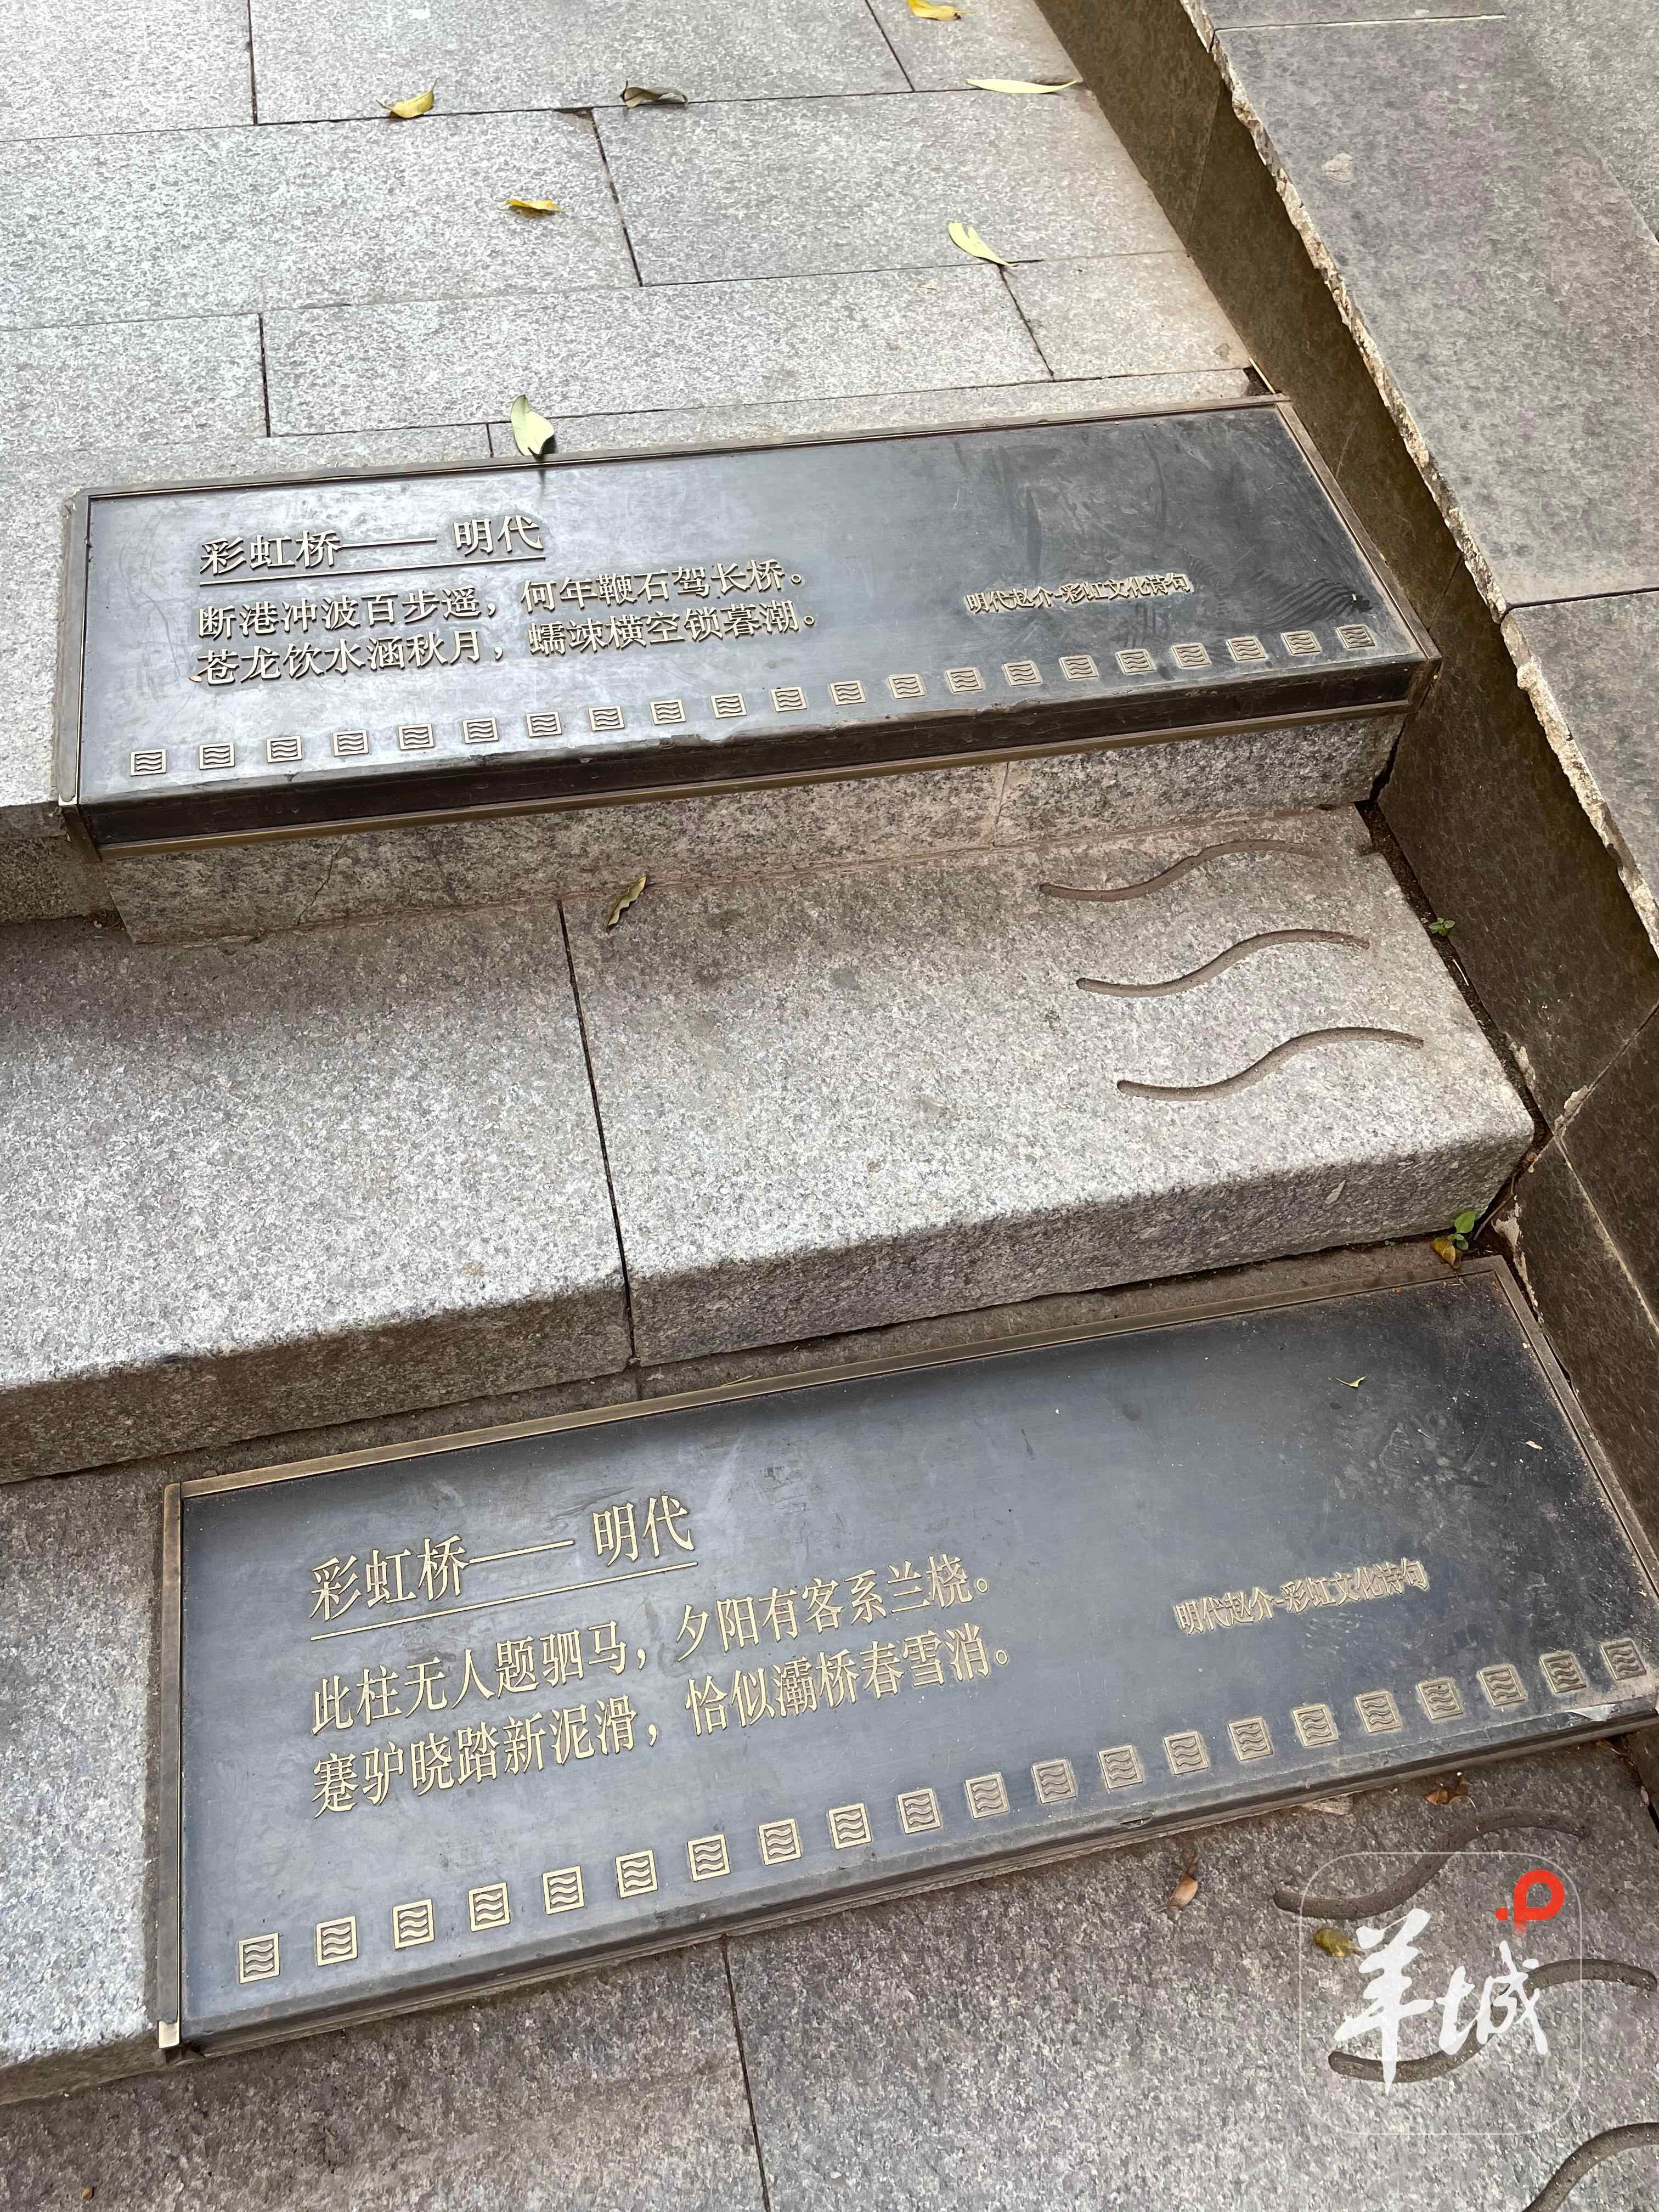 彩虹桥——明代
断港冲波百步遥，何年鞭石驾长桥。
苍龙饮水涵秋月，蠕竦横空锁暮潮。
明代赵介-彩虹文化诗句
彩虹桥——明代
此柱无人题驷马，夕阳有客系兰桡。
蹇驴晓踏新泥滑，恰似灞桥春雪消。
明代赵介-彩虹文化诗句
羊城